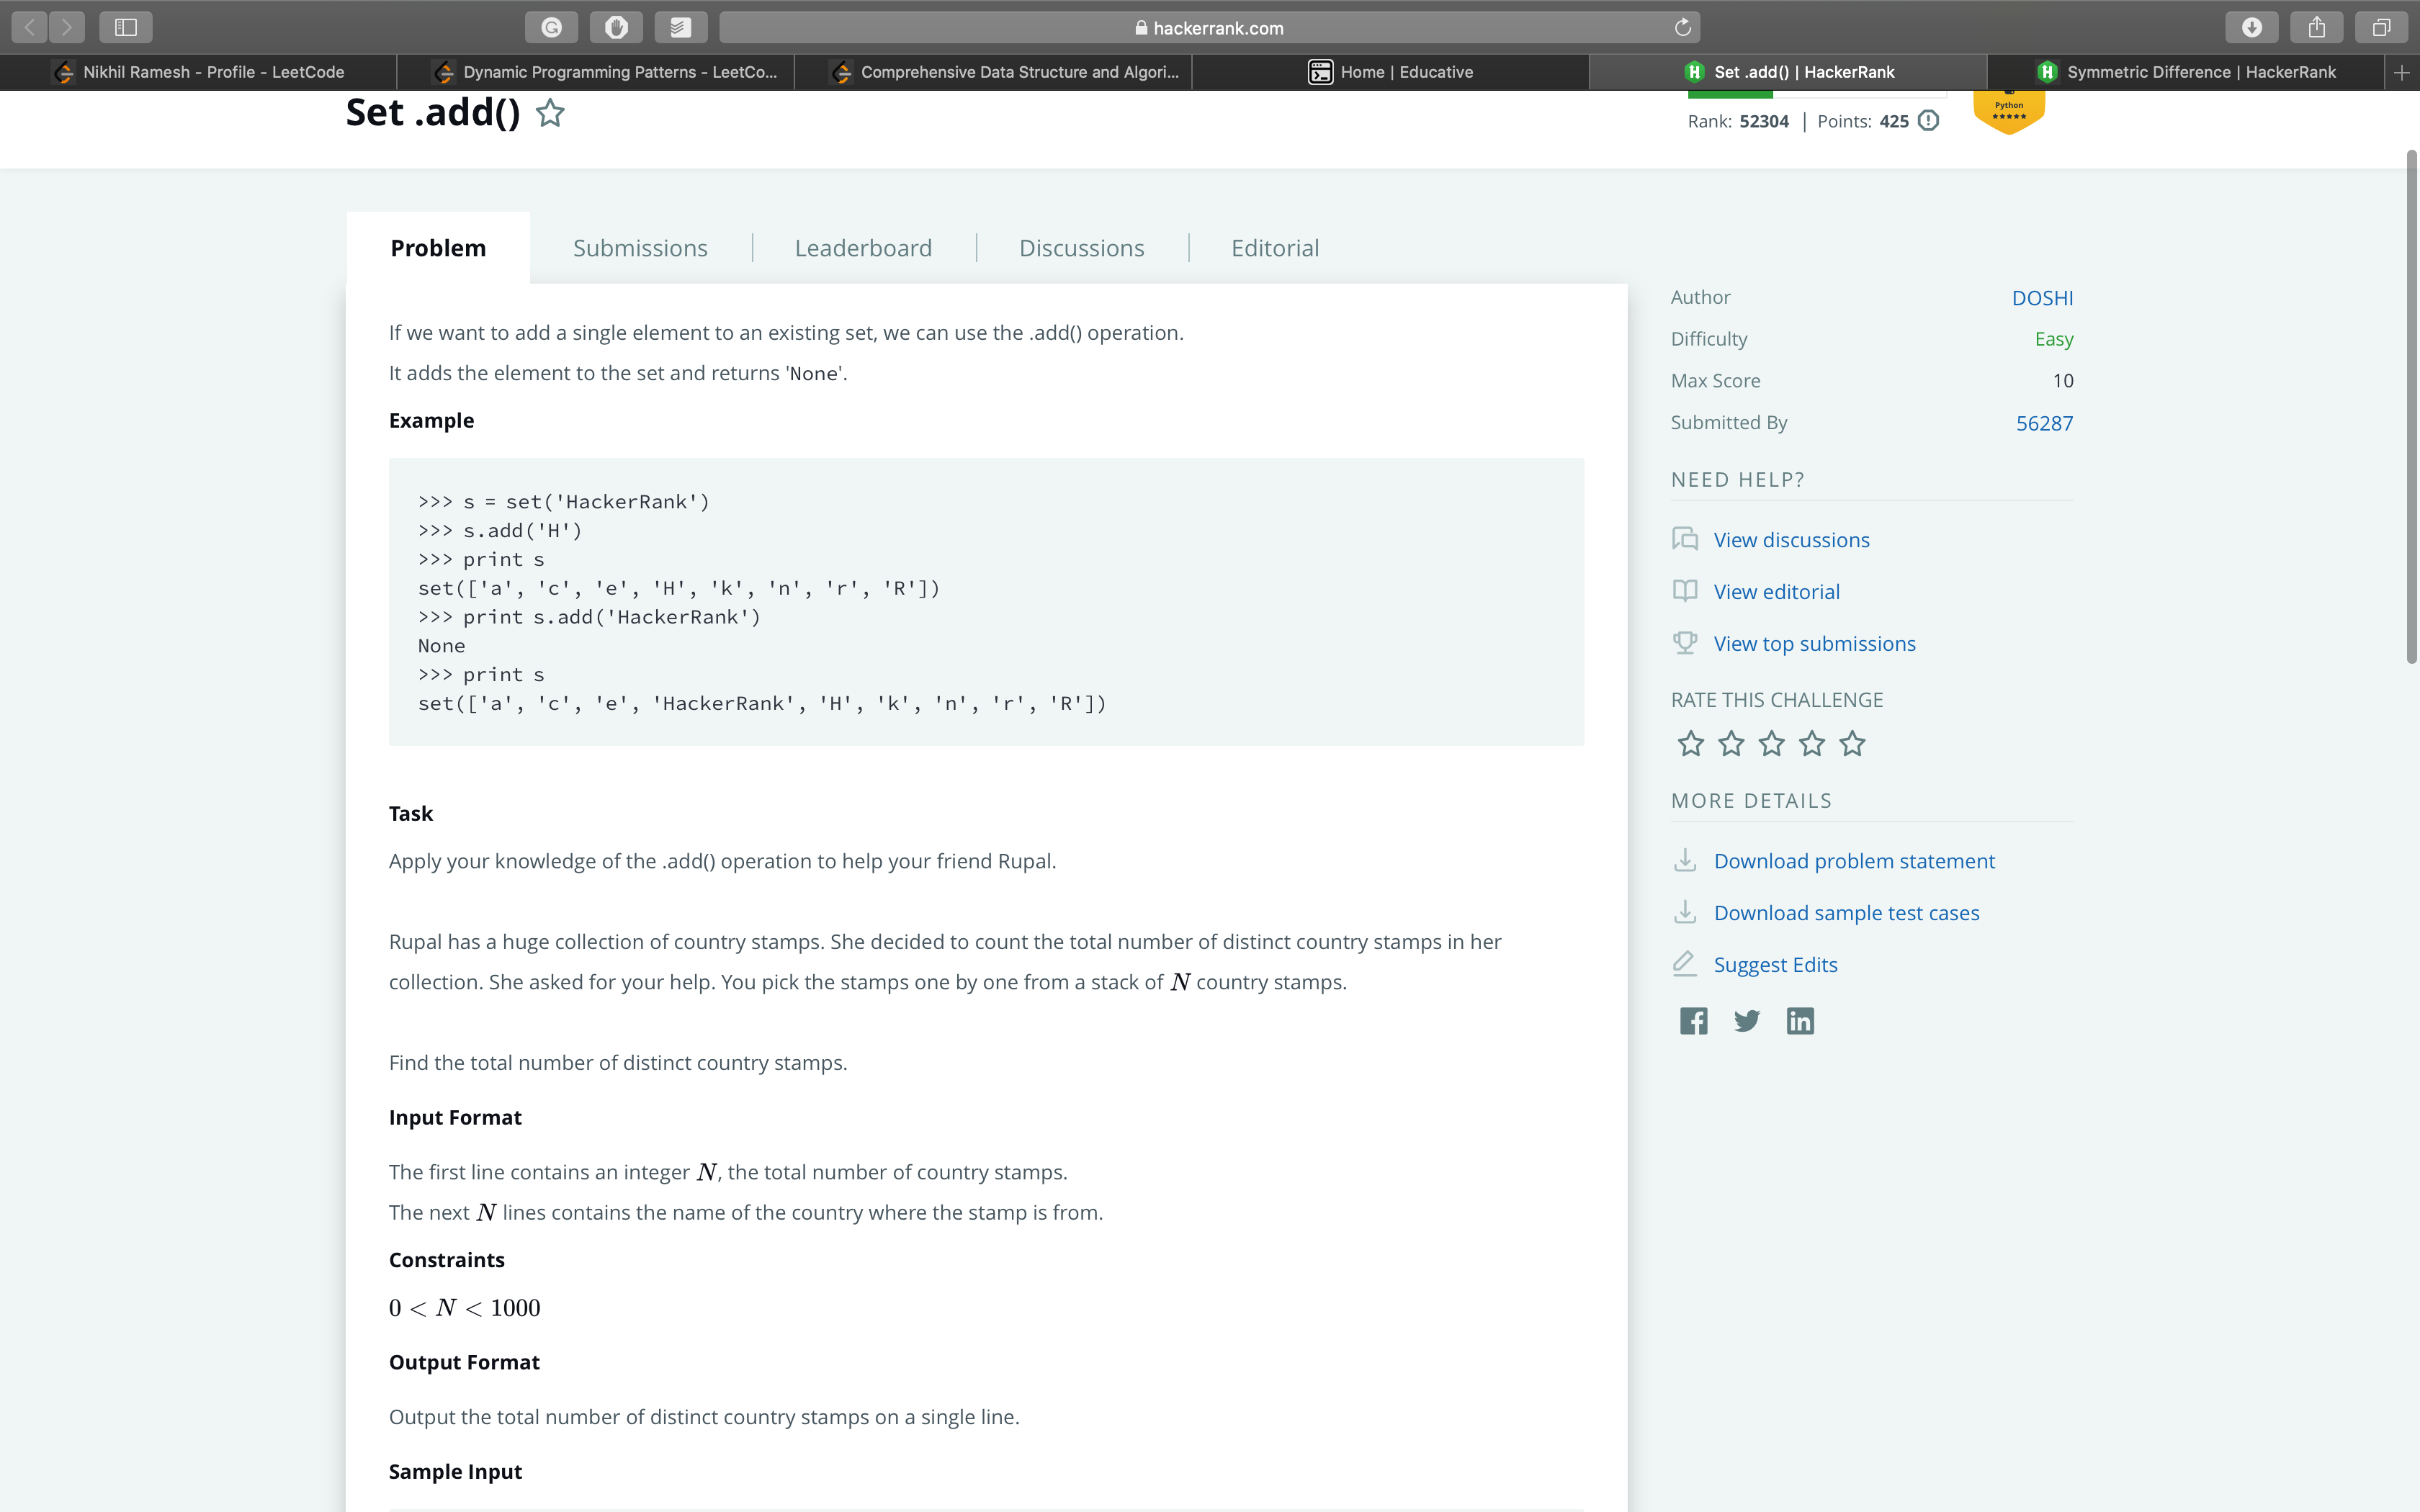 hackerrank.com
Nikhil Ramesh - Profile - LeetCode
Dynamic Programming Patterns - LeetCo...
Comprehensive Data Structure and Algori...
Home | Educative
Set .add() | HackerRank
Symmetric Difference | HackerRank
Set .add()
Rank: 52304 | Points: 425
Python
Problem
Submissions
Leaderboard
Discussions
Editorial
If we want to add a single element to an existing set, we can use the .add() operation.
It adds the element to the set and returns 'None'.
Example
>>> s = set('HackerRank')
>>> s.add('H')
>>> print s
set(['a', 'c', 'e', 'H', 'k', 'n', 'r', 'R'])
>>> print s.add('HackerRank')
None
>>> print s
set(['a', 'c', 'e', 'HackerRank', 'H', 'k', 'n', 'r', 'R'])
Task
Apply your knowledge of the .add() operation to help your friend Rupal.
Rupal has a huge collection of country stamps. She decided to count the total number of distinct country stamps in her
collection. She asked for your help. You pick the stamps one by one from a stack of N country stamps.
Find the total number of distinct country stamps.
Input Format
The first line contains an integer N, the total number of country stamps.
The next N lines contains the name of the country where the stamp is from.
Constraints
0 < N < 1000
Output Format
Output the total number of distinct country stamps on a single line.
Sample Input
Author DOSHI
Difficulty Easy
Max Score 10
Submitted By 56287
NEED HELP?
View discussions
View editorial
View top submissions
RATE THIS CHALLENGE
MORE DETAILS
Download problem statement
Download sample test cases
Suggest Edits